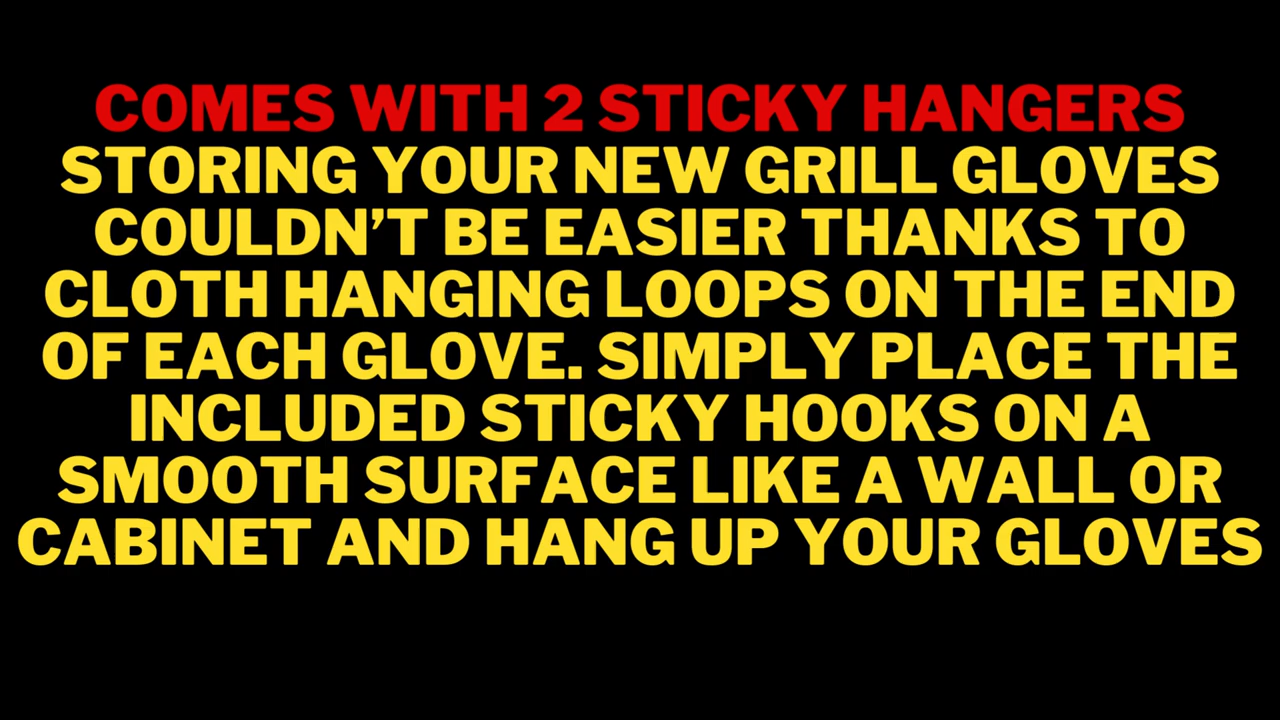 COMES WITH 2 STICKY HANGERS
STORING YOUR NEW GRILL GLOVES
COULDN’T BE EASIER THANKS TO
CLOTH HANGING LOOPS ON THE END
OF EACH GLOVE. SIMPLY PLACE THE
INCLUDED STICKY HOOKS ON A
SMOOTH SURFACE LIKE A WALL OR
CABINET AND HANG UP YOUR GLOVES